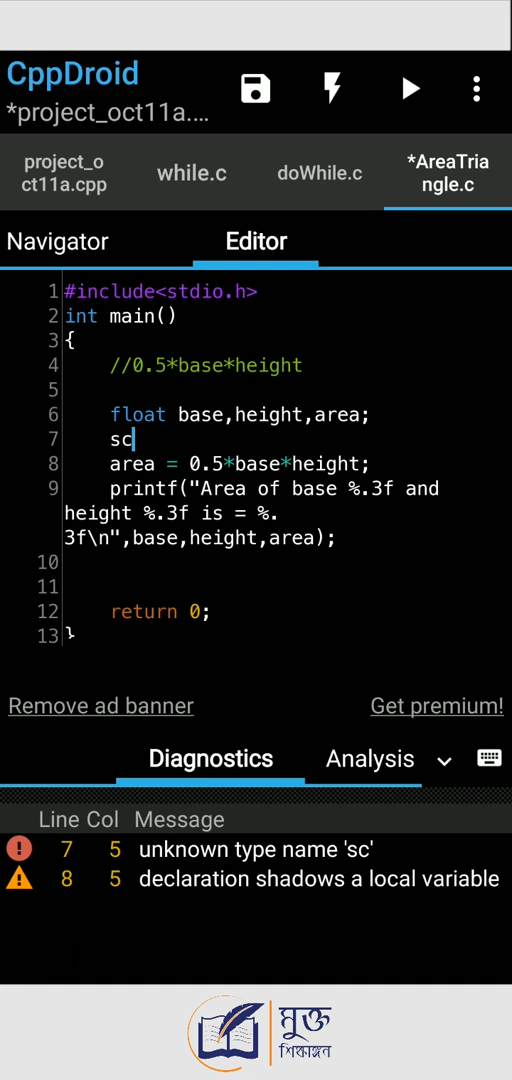 CppDroid
*project_oct11a....
project_o
ct11a.cpp
while.c
doWhile.c
*AreaTria
ngle.c
Navigator
Editor
1 #include<stdio.h>
2 int main()
3 {
4 //0.5*base*height
5
6 float base,height,area;
7 sc
8 area = 0.5*base*height;
9 printf("Area of base %.3f and
height %.3f is = %.
3f\n",base,height,area);
10
11
12 return 0;
13 }
Remove ad banner
Get premium!
Diagnostics
Analysis
Line Col Message
7 5 unknown type name 'sc'
8 5 declaration shadows a local variable
মুক্ত
শিক্ষাঙ্গন